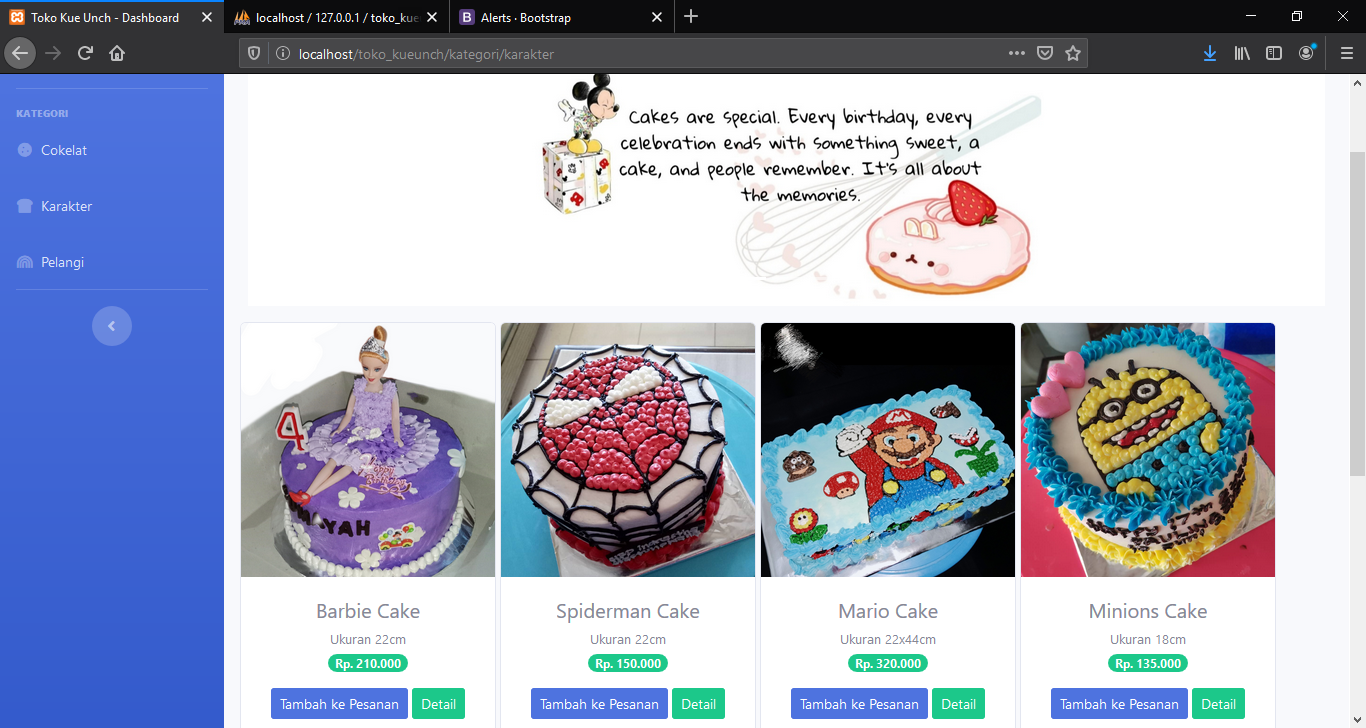 Toko Kue Unch - Dashboard
localhost / 127.0.0.1 / toko_kue
Alerts · Bootstrap
localhost/toko_kueunch/kategori/karakter
KATEGORI
Cokelat
Karakter
Pelangi
Cakes are special. Every birthday, every
celebration ends with something sweet, a
cake, and people remember. It's all about
the memories.
4
Happy
Birthday
Barbie Cake
Ukuran 22cm
Rp. 210.000
Tambah ke Pesanan
Detail
Spiderman Cake
Ukuran 22cm
Rp. 150.000
Tambah ke Pesanan
Detail
M
Mario Cake
Ukuran 22x44cm
Rp. 320.000
Tambah ke Pesanan
Detail
Minions Cake
Ukuran 18cm
Rp. 135.000
Tambah ke Pesanan
Detail